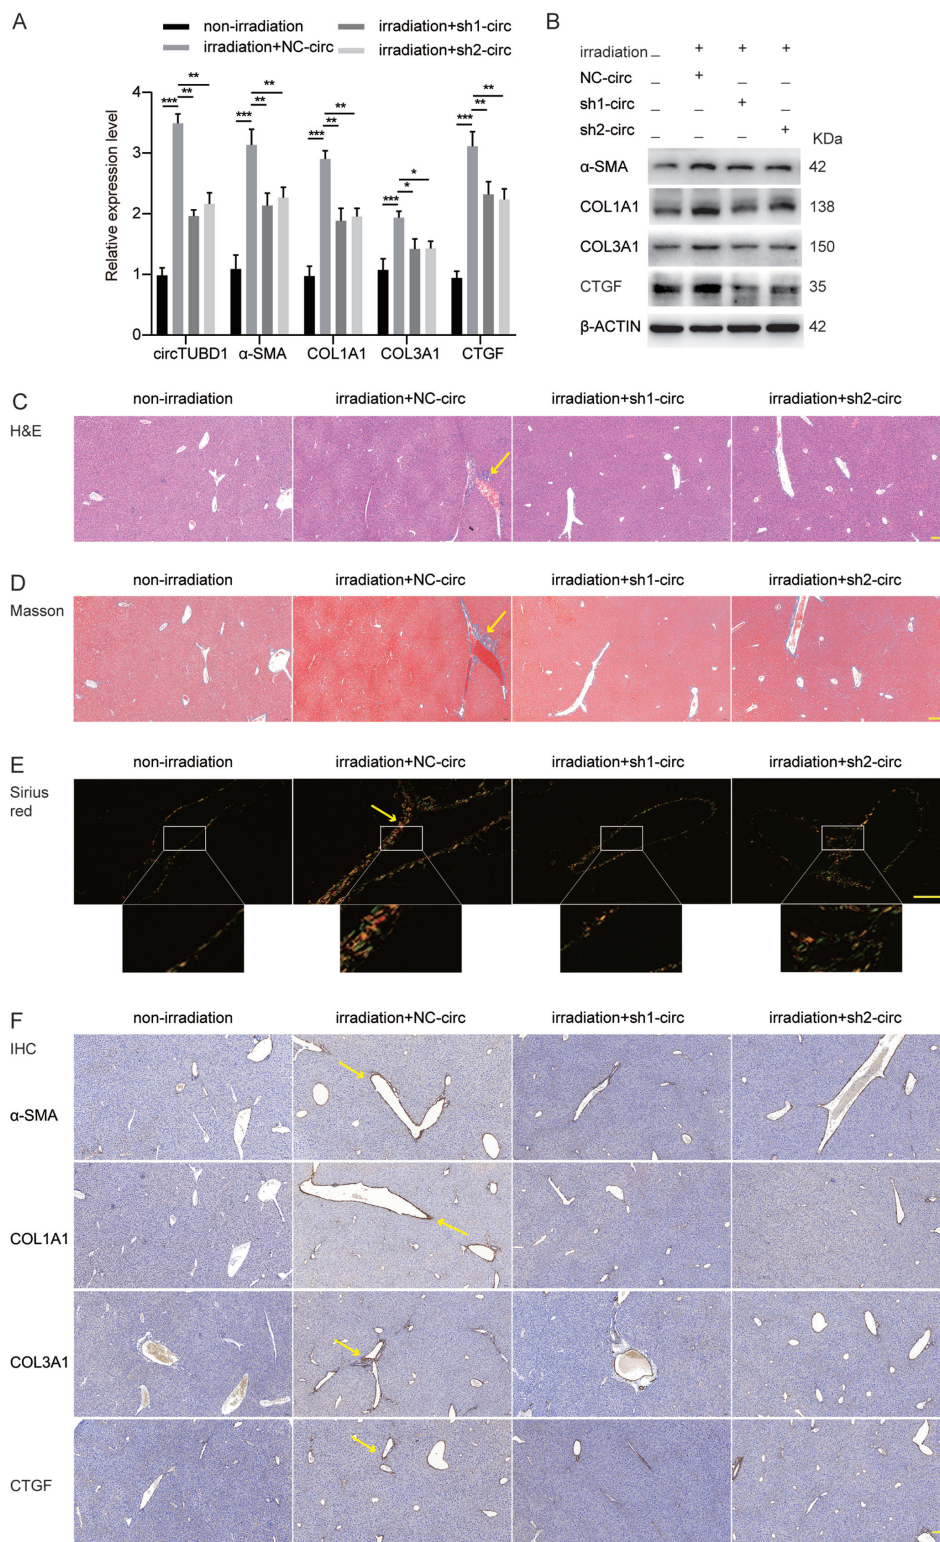 A
non-irradiation
irradiation+sh1-circ
irradiation+NC-circ
irradiation+sh2-circ
Relative expression level
4
3
2
1
0
*** ** **
*** ** **
*** ** **
*** * *
*** ** **
circTUBD1 α-SMA COL1A1 COL3A1 CTGF
B
irradiation – + + +
NC-circ – + – –
sh1-circ – – + –
sh2-circ – – – +
KDa
α-SMA 42
COL1A1 138
COL3A1 150
CTGF 35
β-ACTIN 42
C
non-irradiation irradiation+NC-circ irradiation+sh1-circ irradiation+sh2-circ
H&E
D
non-irradiation irradiation+NC-circ irradiation+sh1-circ irradiation+sh2-circ
Masson
E
non-irradiation irradiation+NC-circ irradiation+sh1-circ irradiation+sh2-circ
Sirius
red
F
non-irradiation irradiation+NC-circ irradiation+sh1-circ irradiation+sh2-circ
IHC
α-SMA
COL1A1
COL3A1
CTGF